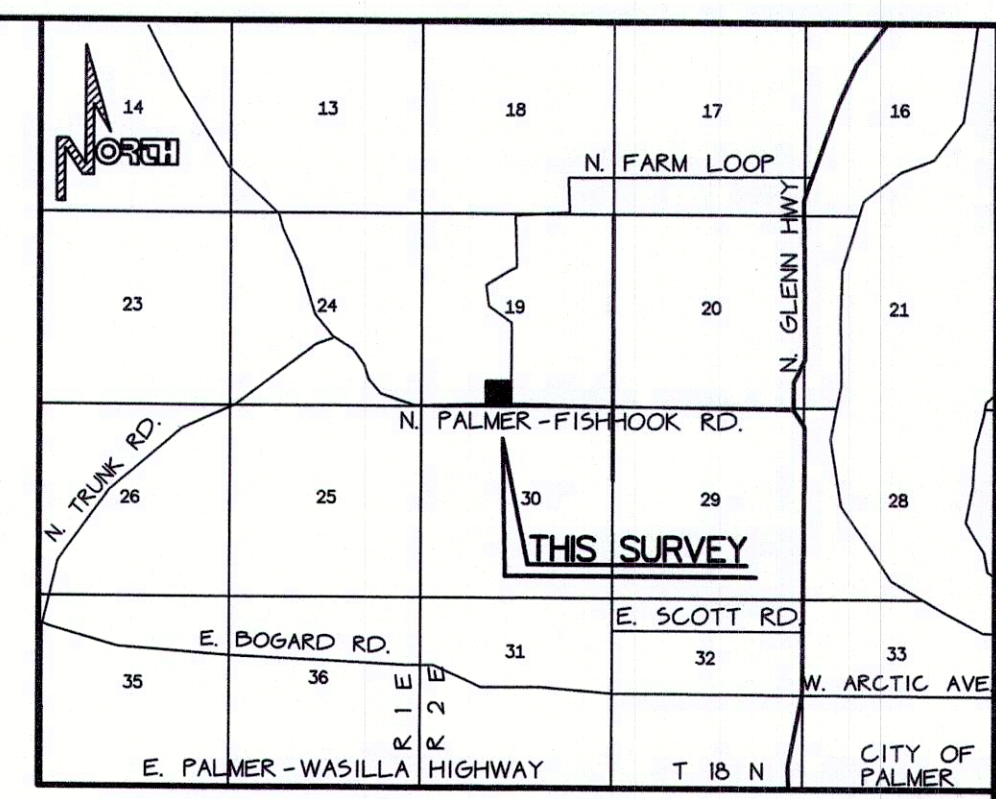 14
13
18
17
16
NORTH
N. FARM LOOP
N. GLENN HWY
23
24
19
20
21
N. PALMER-FISHHOOK RD.
N. TRUNK RD.
26
25
30
29
28
THIS SURVEY
E. SCOTT RD.
E. BOGARD RD.
31
32
33
35
36
R 1 E
R 2 E
W. ARCTIC AVE.
E. PALMER-WASILLA HIGHWAY
T 18 N
CITY OF
PALMER